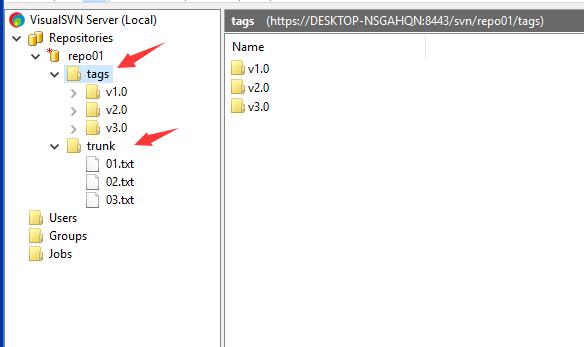 VisualSVN Server (Local)
Repositories
repo01
tags
v1.0
v2.0
v3.0
trunk
01.txt
02.txt
03.txt
Users
Groups
Jobs
tags (https://DESKTOP-NSGAHQN:8443/svn/repo01/tags)
Name
v1.0
v2.0
v3.0